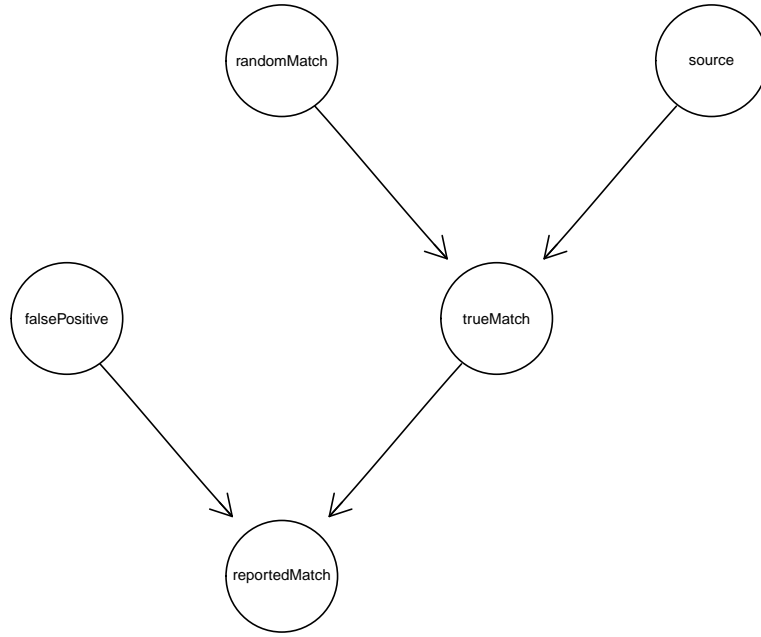 randomMatch
source
falsePositive
trueMatch
reportedMatch